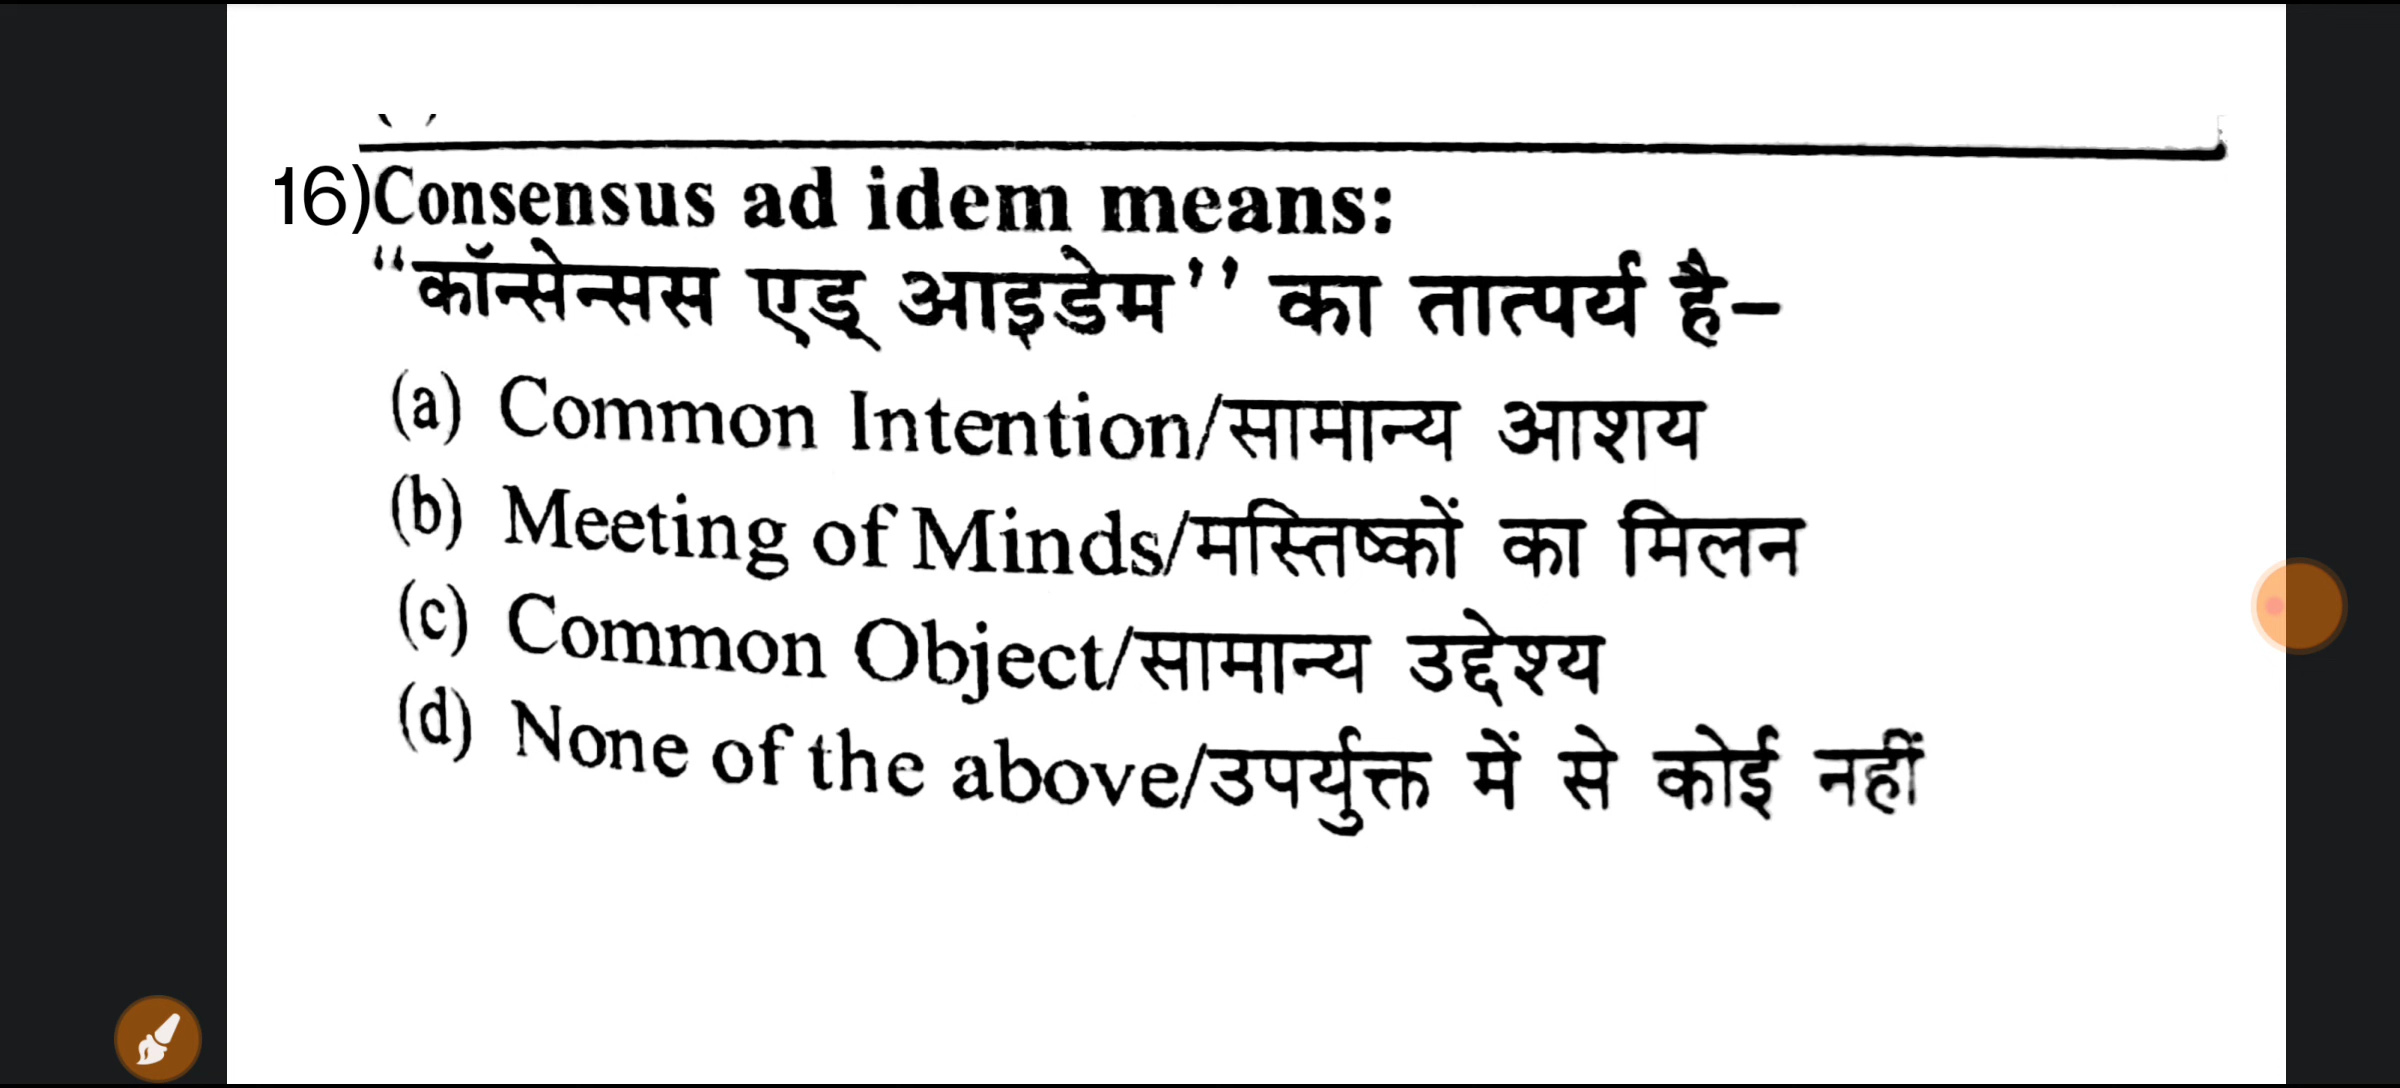 16)Consensus ad idem means:
“कॉन्सेन्सस एड् आइडेम’’ का तात्पर्य है–
(a) Common Intention/सामान्य आशय
(b) Meeting of Minds/मस्तिष्कों का मिलन
(c) Common Object/सामान्य उद्देश्य
(d) None of the above/उपर्युक्त में से कोई नहीं